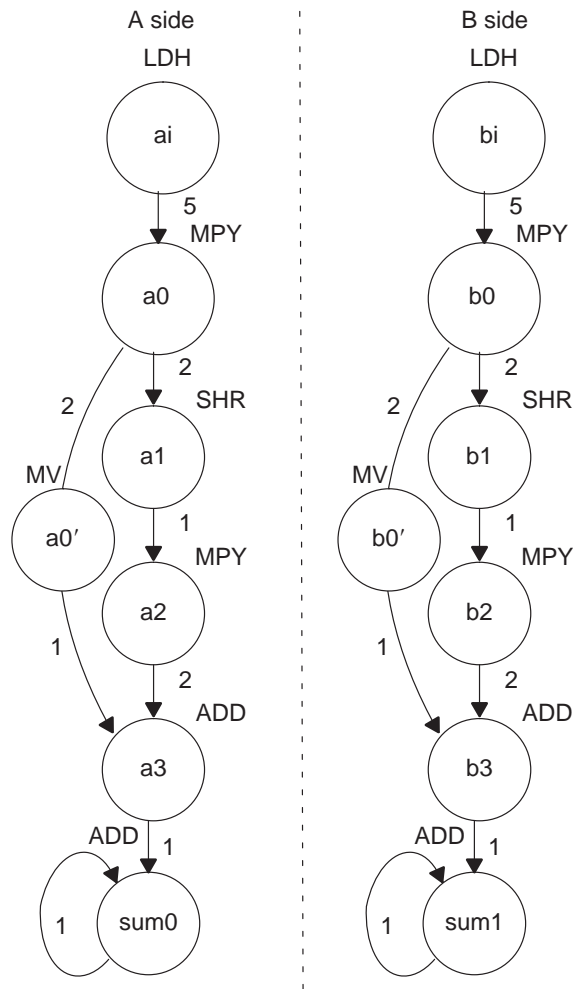 A side
LDH
ai
5
MPY
a0
2
2
SHR
a1
MV
a0′
1
MPY
a2
1
2
ADD
a3
ADD
1
1
sum0
B side
LDH
bi
5
MPY
b0
2
2
SHR
b1
MV
b0′
1
MPY
b2
1
2
ADD
b3
ADD
1
1
sum1